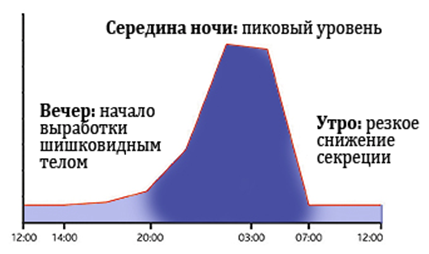 Середина ночи: пиковый уровень
Вечер: начало
выработки
шишковидным
телом
Утро: резкое
снижение
секреции
12:00 14:00 20:00 03:00 07:00 12:00